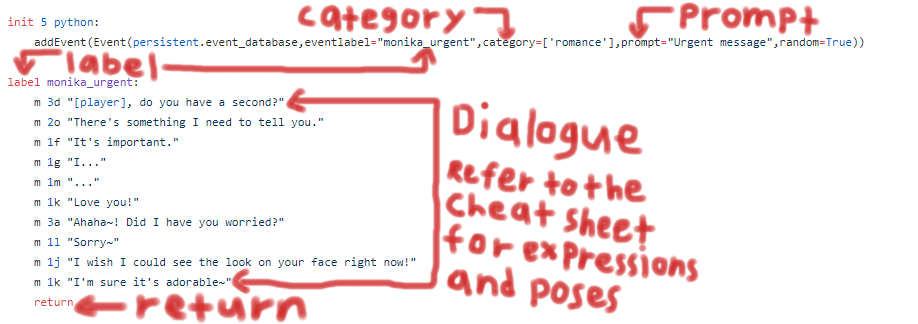 category prompt
init 5 python:
addEvent(Event(persistent.event_database,eventlabel="monika_urgent",category=['romance'],prompt="Urgent message",random=True))
label
label monika_urgent:
m 3d "[player], do you have a second?"
m 2o "There's something I need to tell you."
m 1f "It's important."
m 1g "I..."
m 1m "..."
m 1k "Love you!"
m 3a "Ahaha~! Did I have you worried?"
m 1l "Sorry~"
m 1j "I wish I could see the look on your face right now!"
m 1k "I'm sure it's adorable~"
return
return
Dialogue
Refer to the
cheat sheet
for expressions
and poses